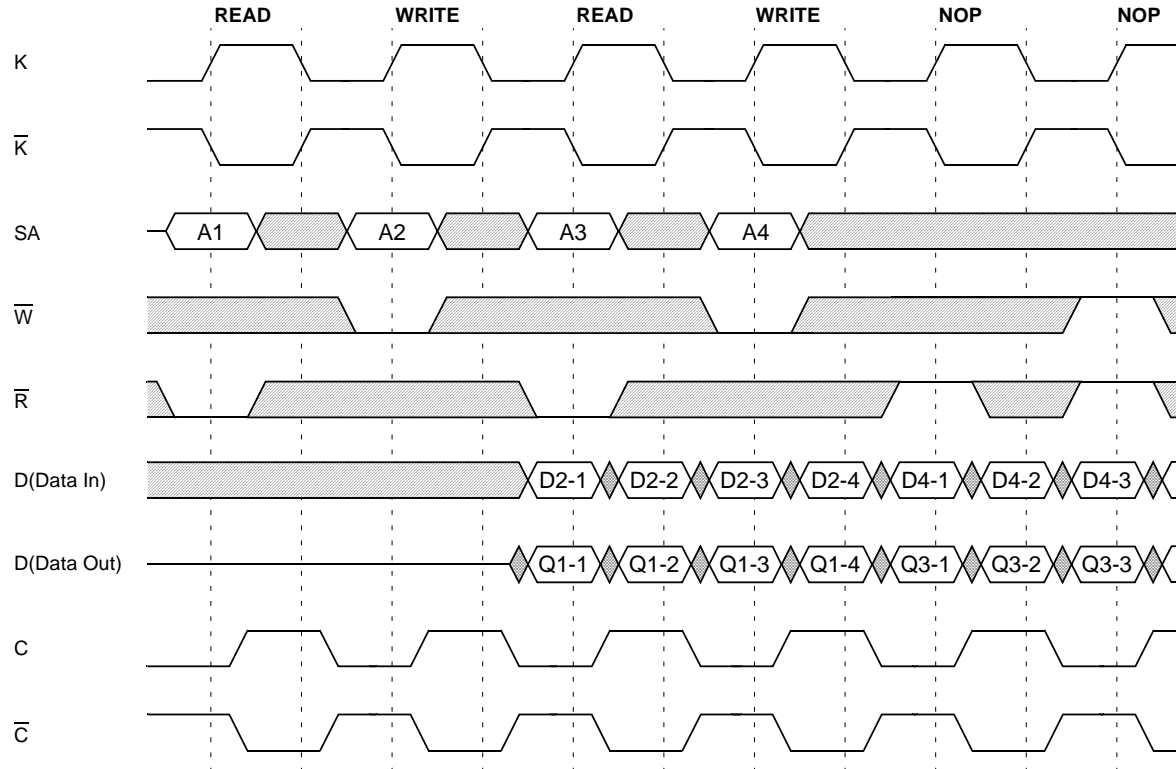 READ WRITE READ WRITE NOP NOP
K
K̅
SA A1 A2 A3 A4
W̅
R̅
D(Data In) D2-1 D2-2 D2-3 D2-4 D4-1 D4-2 D4-3
D(Data Out) Q1-1 Q1-2 Q1-3 Q1-4 Q3-1 Q3-2 Q3-3
C
C̅